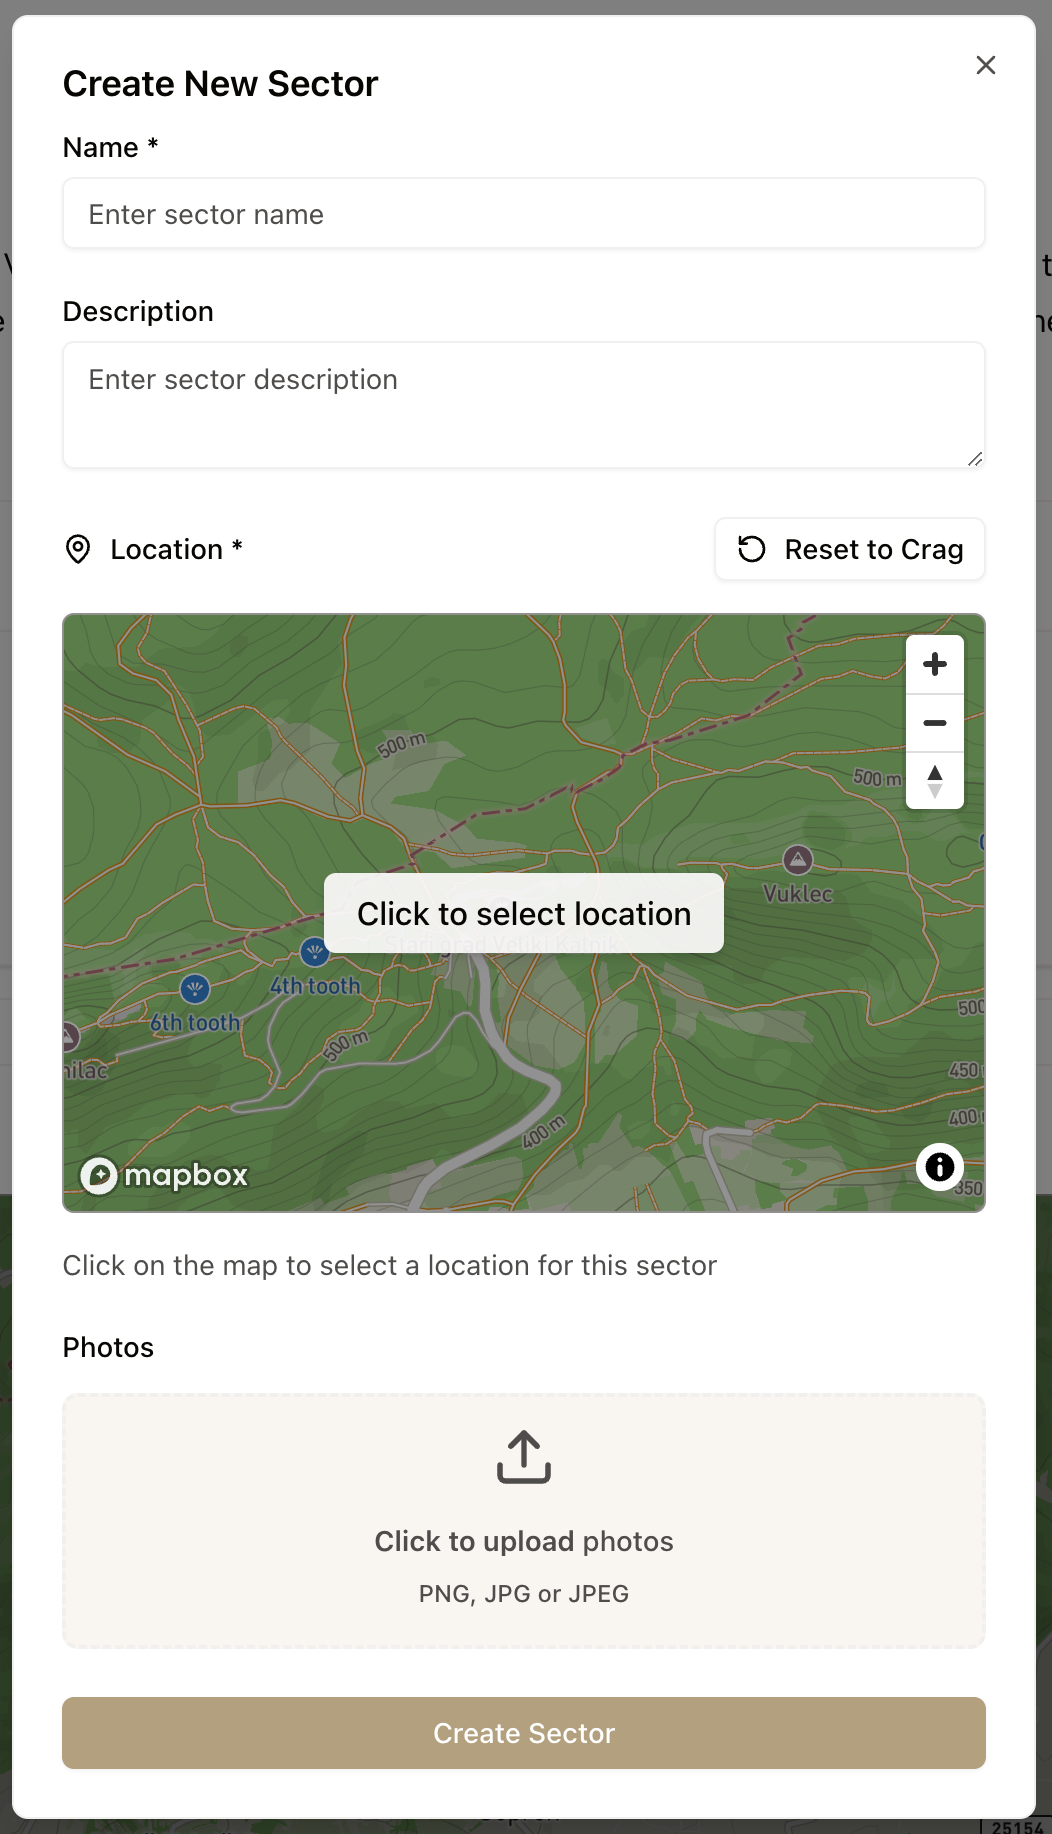 Create New Sector
Name *
Enter sector name
Description
Enter sector description
Location *
Reset to Crag
500 m
500 m
Vuklec
Click to select location
Stari grad Veliki Kalnik
4th tooth
6th tooth
500 m
500
nilac
450
400
400 m
350
mapbox
Click on the map to select a location for this sector
Photos
Click to upload photos
PNG, JPG or JPEG
Create Sector
25154